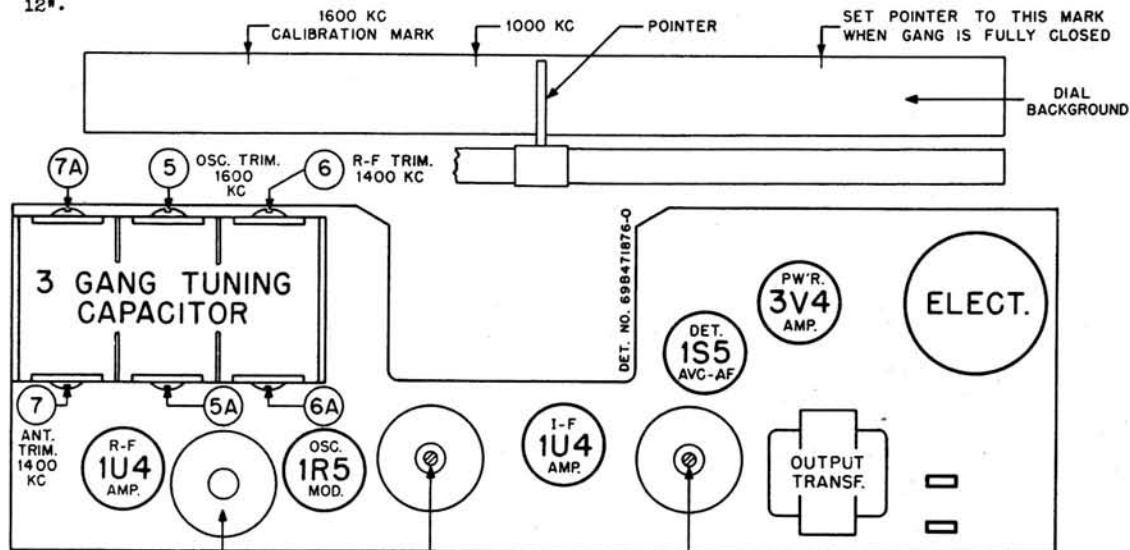 12".
1600 KC
CALIBRATION MARK
1000 KC
POINTER
SET POINTER TO THIS MARK
WHEN GANG IS FULLY CLOSED
DIAL
BACKGROUND
7A
5
OSC. TRIM.
1600
KC
6
R-F TRIM.
1400 KC
3 GANG TUNING
CAPACITOR
DET. NO. 69B471876-O
PW'R.
3V4
AMP.
ELECT.
DET.
1S5
AVC-AF
7
ANT.
TRIM.
1400
KC
5A
6A
R-F
1U4
AMP.
OSC.
1R5
MOD.
I-F
1U4
AMP.
OUTPUT
TRANSF.